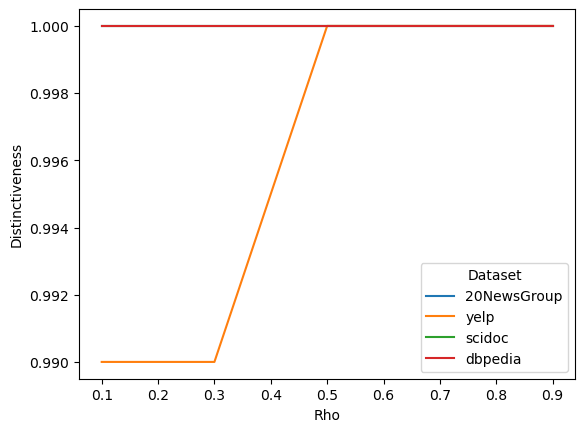 1.000
0.998
0.996
0.994
0.992
0.990
Distinctiveness
0.1 0.2 0.3 0.4 0.5 0.6 0.7 0.8 0.9
Rho
Dataset
20NewsGroup
yelp
scidoc
dbpedia